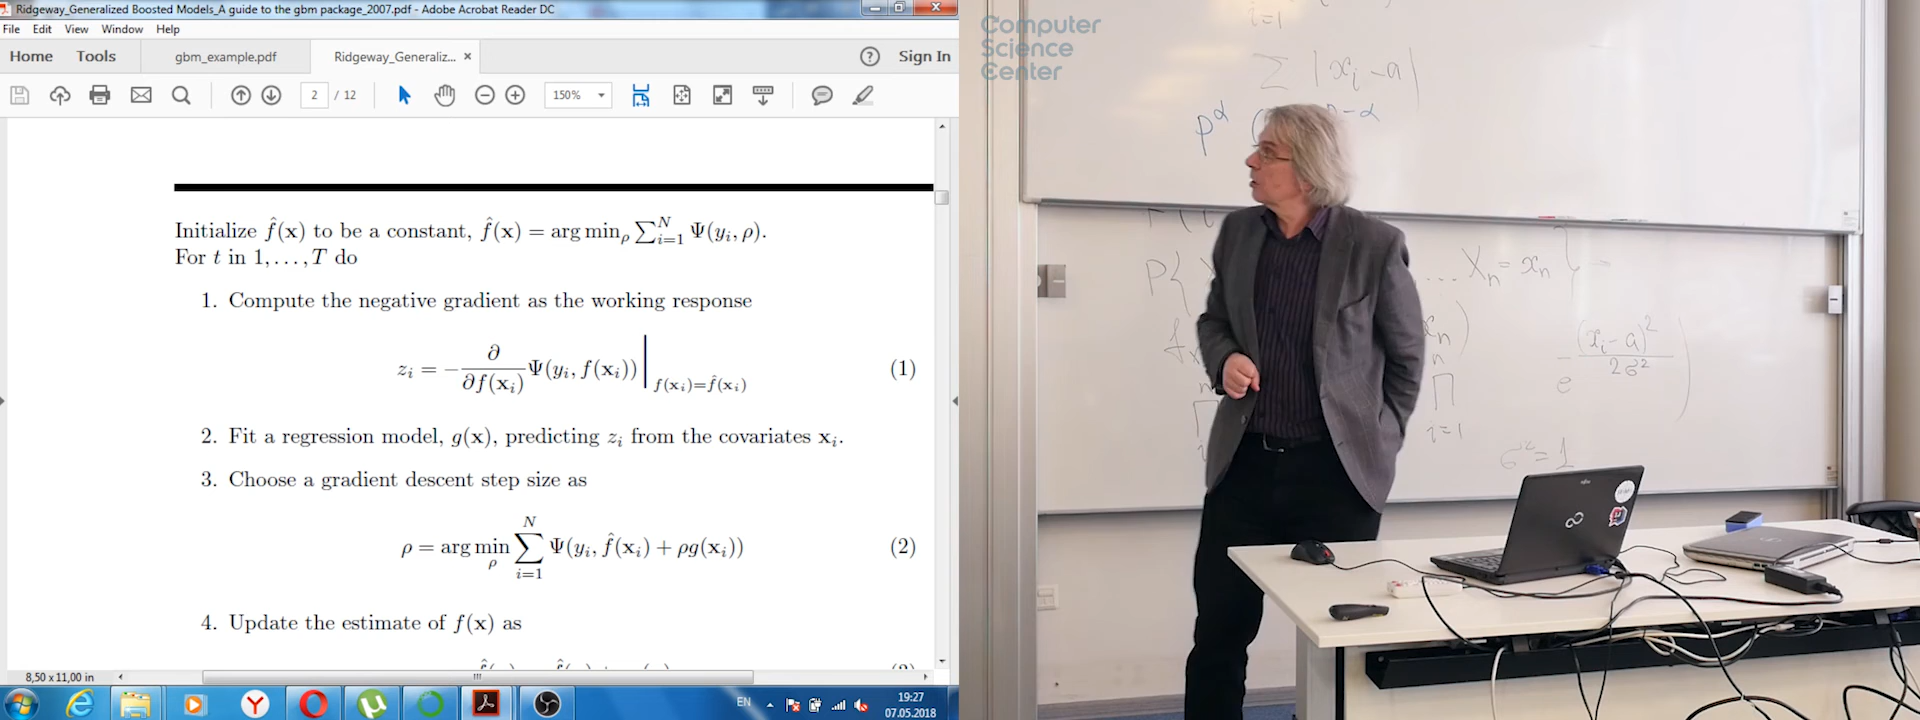 Ridgeway_Generalized Boosted Models_A guide to the gbm package_2007.pdf - Adobe Acrobat Reader DC
File Edit View Window Help
Home Tools gbm_example.pdf Ridgeway_Generaliz... × ? Sign In
2 / 12 150%
Initialize f̂(x) to be a constant, f̂(x) = arg min_ρ ∑_{i=1}^N Ψ(y_i, ρ).
For t in 1, . . . , T do
1. Compute the negative gradient as the working response
z_i = −∂/∂f(x_i) Ψ(y_i, f(x_i)) |_{f(x_i)=f̂(x_i)} (1)
2. Fit a regression model, g(x), predicting z_i from the covariates x_i.
3. Choose a gradient descent step size as
ρ = arg min_ρ ∑_{i=1}^N Ψ(y_i, f̂(x_i) + ρg(x_i)) (2)
4. Update the estimate of f(x) as
8,50 x 11,00 in
EN 19:27
07.05.2018
Computer
Science
Center
i=1
∑ |x_i − a|
P^α
P{ ... X_n = x_n }
∏
i=1
e^{−(x_i − a)²/2σ²}
σ² = 1